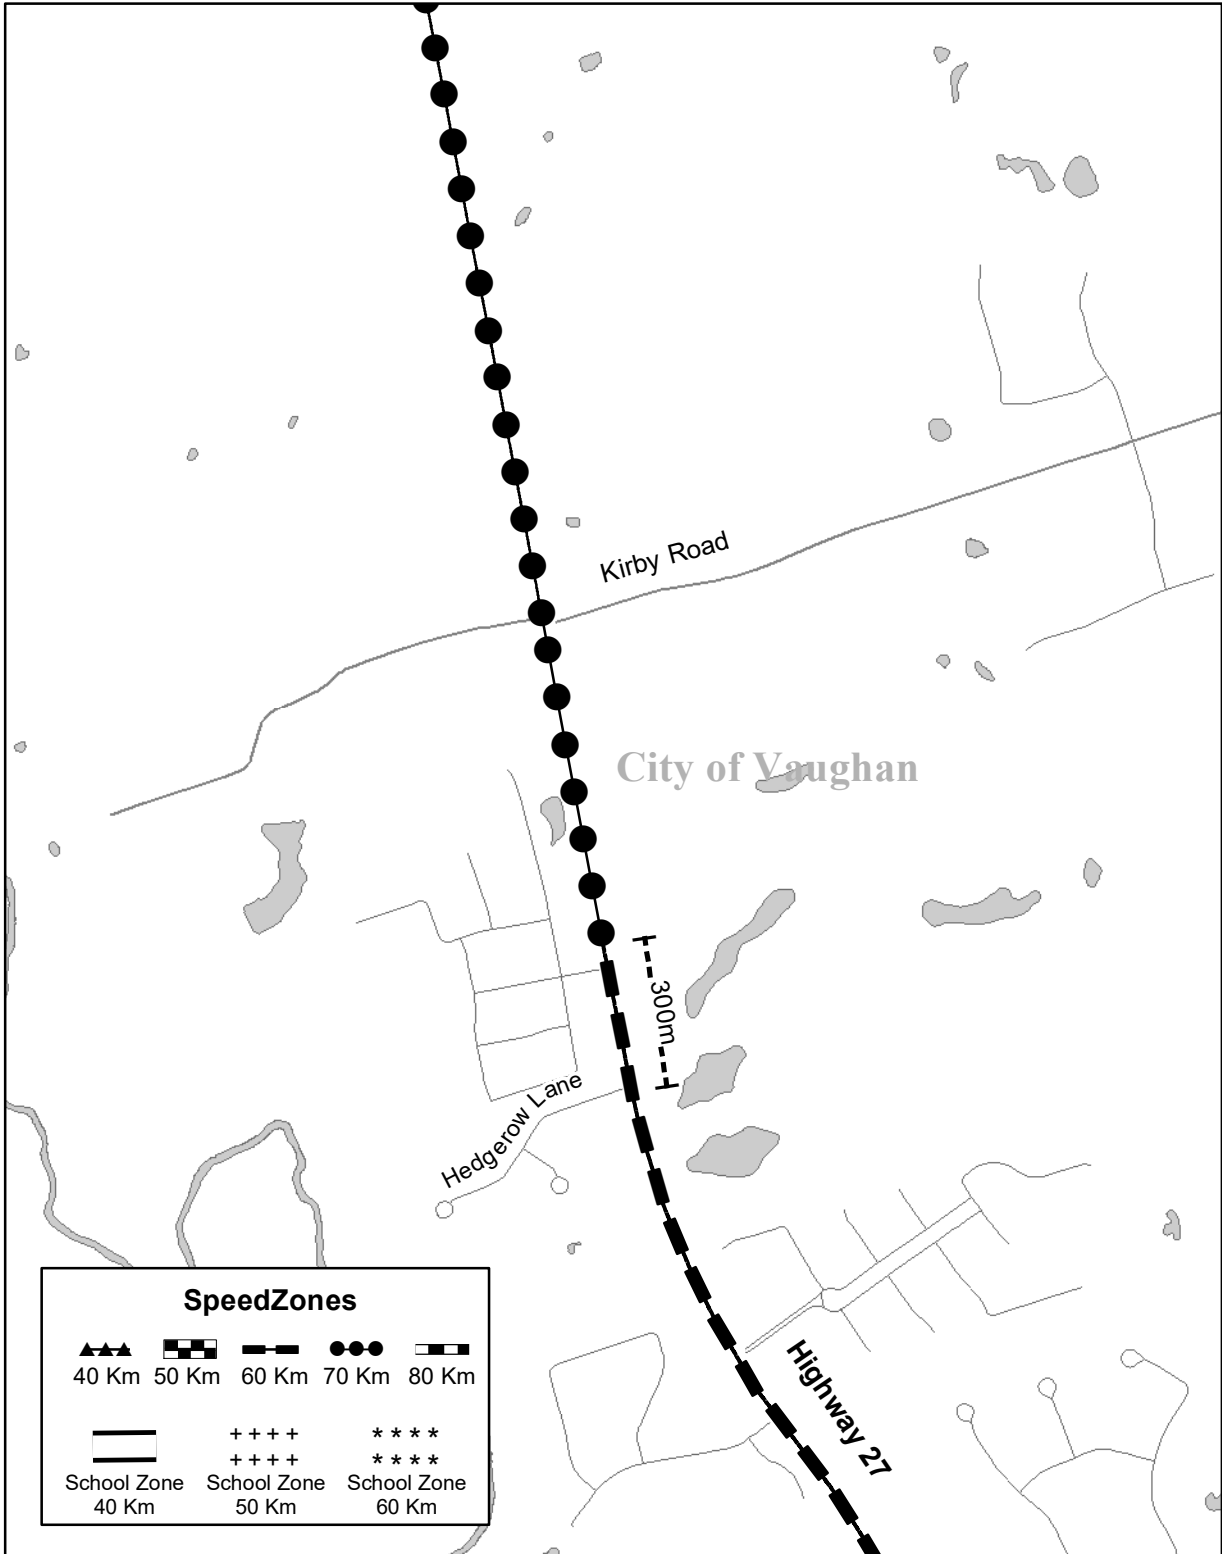 Kirby Road
City of Vaughan
300m
Hedgerow Lane
Highway 27
SpeedZones
40 Km 50 Km 60 Km 70 Km 80 Km
School Zone School Zone School Zone
40 Km 50 Km 60 Km